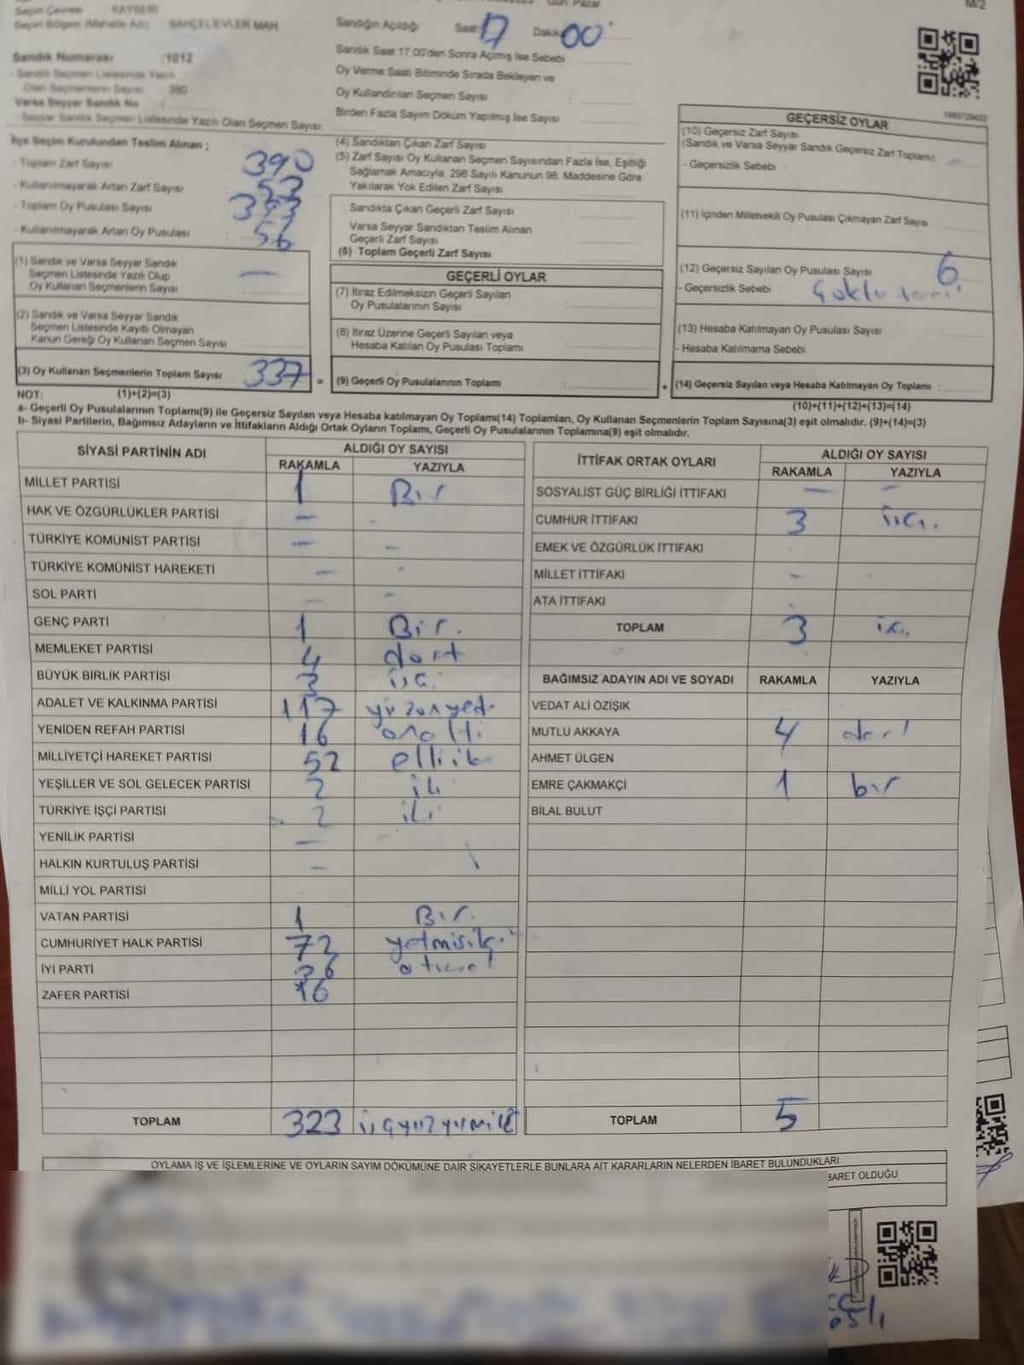 Seçim Çevresi KAYSERİ
Seçim Bölgesi (Mahalle Adı) BAHÇELİEVLER MAH
Sandık Numarası :1012
- Sandık Seçmen Listesinde Yazılı
Olan Seçmenlerin Sayısı : 380
Varsa Seyyar Sandık No :
Seyyar Sandık Seçmen Listesinde Yazılı Olan Seçmen Sayısı:
Sandığın Açıldığı : Saat 17 Dakika 00
Sandık Saat 17:00'den Sonra Açılmış İse Sebebi :
Oy Verme Saati Bitiminde Sırada Bekleyen ve
Oy Kullandırılan Seçmen Sayısı :
Birden Fazla Sayım Döküm Yapılmış İse Sayısı :
M/2
İlçe Seçim Kurulundan Teslim Alınan ;
- Toplam Zarf Sayısı : 390
- Kullanılmayarak Artan Zarf Sayısı : 53
- Toplam Oy Pusulası Sayısı : 393
- Kullanılmayarak Artan Oy Pusulası : 56
(4) Sandıktan Çıkan Zarf Sayısı :
(5) Zarf Sayısı Oy Kullanan Seçmen Sayısından Fazla İse, Eşitliği
Sağlamak Amacıyla, 298 Sayılı Kanunun 98. Maddesine Göre
Yakılarak Yok Edilen Zarf Sayısı :
Sandıkta Çıkan Geçerli Zarf Sayısı :
Varsa Seyyar Sandıktan Teslim Alınan
Geçerli Zarf Sayısı :
(6) Toplam Geçerli Zarf Sayısı :
GEÇERSİZ OYLAR
(10) Geçersiz Zarf Sayısı
(Sandık ve Varsa Seyyar Sandık Geçersiz Zarf Toplamı) : -
- Geçersizlik Sebebi :
(11) İçinden Milletvekili Oy Pusulası Çıkmayan Zarf Sayısı :
(12) Geçersiz Sayılan Oy Pusulası Sayısı : 6
- Geçersizlik Sebebi :
(13) Hesaba Katılmayan Oy Pusulası Sayısı :
- Hesaba Katılmama Sebebi
(14) Geçersiz Sayılan veya Hesaba Katılmayan Oy Toplamı :
(10)+(11)+(12)+(13)=(14)
(1) Sandık ve Varsa Seyyar Sandık
Seçmen Listesinde Yazılı Olup
Oy Kullanan Seçmenlerin Sayısı : —
(2) Sandık ve Varsa Seyyar Sandık
Seçmen Listesinde Kayıtlı Olmayan
Kanun Gereği Oy Kullanan Seçmen Sayısı :
(3) Oy Kullanan Seçmenlerin Toplam Sayısı : 337 =
GEÇERLİ OYLAR
(7) İtiraz Edilmeksizin Geçerli Sayılan
Oy Pusulalarının Sayısı :
(8) İtiraz Üzerine Geçerli Sayılan veya
Hesaba Katılan Oy Pusulası Toplamı :
(9) Geçerli Oy Pusulalarının Toplamı : +
NOT: (1)+(2)=(3)
a- Geçerli Oy Pusulalarının Toplamı(9) ile Geçersiz Sayılan veya Hesaba katılmayan Oy Toplamı(14) Toplamları, Oy Kullanan Seçmenlerin Toplam Sayısına(3) eşit olmalıdır. (9)+(14)=(3)
b- Siyasi Partilerin, Bağımsız Adayların ve İttifakların Aldığı Ortak Oyların Toplamı, Geçerli Oy Pusulalarının Toplamına(9) eşit olmalıdır.
SİYASİ PARTİNİN ADI ALDIĞI OY SAYISI
RAKAMLA YAZIYLA
MİLLET PARTİSİ 1 Bir
HAK VE ÖZGÜRLÜKLER PARTİSİ -
TÜRKİYE KOMÜNİST PARTİSİ - -
TÜRKİYE KOMÜNİST HAREKETİ - -
SOL PARTİ - -
GENÇ PARTİ 1 Bir.
MEMLEKET PARTİSİ 4 dört
BÜYÜK BİRLİK PARTİSİ 3 üç
ADALET VE KALKINMA PARTİSİ 117 yüzonyedi
YENİDEN REFAH PARTİSİ 16 onaltı
MİLLİYETÇİ HAREKET PARTİSİ 52 elliik
YEŞİLLER VE SOL GELECEK PARTİSİ 2 iki
TÜRKİYE İŞÇİ PARTİSİ 2 iki
YENİLİK PARTİSİ -
HALKIN KURTULUŞ PARTİSİ -
MİLLİ YOL PARTİSİ
VATAN PARTİSİ 1 Bir.
CUMHURİYET HALK PARTİSİ 72 yetmişiki
İYİ PARTİ 36
ZAFER PARTİSİ 16
TOPLAM 323
İTTİFAK ORTAK OYLARI ALDIĞI OY SAYISI
RAKAMLA YAZIYLA
SOSYALİST GÜÇ BİRLİĞİ İTTİFAKI - -
CUMHUR İTTİFAKI 3 üç.
EMEK VE ÖZGÜRLÜK İTTİFAKI
MİLLET İTTİFAKI -
ATA İTTİFAKI
TOPLAM 3 üç.
BAĞIMSIZ ADAYIN ADI VE SOYADI RAKAMLA YAZIYLA
VEDAT ALİ ÖZIŞIK
MUTLU AKKAYA 4 dört
AHMET ÜLGEN
EMRE ÇAKMAKÇİ 1 bir
BİLAL BULUT
TOPLAM 5
OYLAMA İŞ VE İŞLEMLERİNE VE OYLARIN SAYIM DÖKÜMÜNE DAİR ŞİKAYETLERLE BUNLARA AİT KARARLARIN NELERDEN İBARET BULUNDUKLARI
BARET OLDUĞU